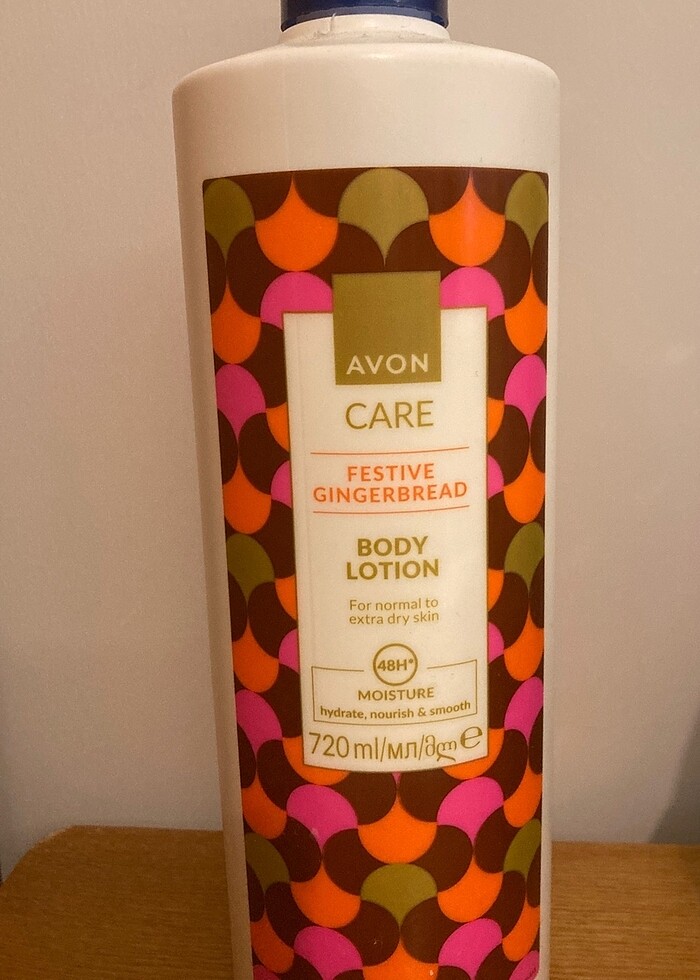 AVON
CARE
FESTIVE
GINGERBREAD
BODY
LOTION
For normal to
extra dry skin
48H*
MOISTURE
hydrate, nourish & smooth
720 ml/мл/მლ ℮